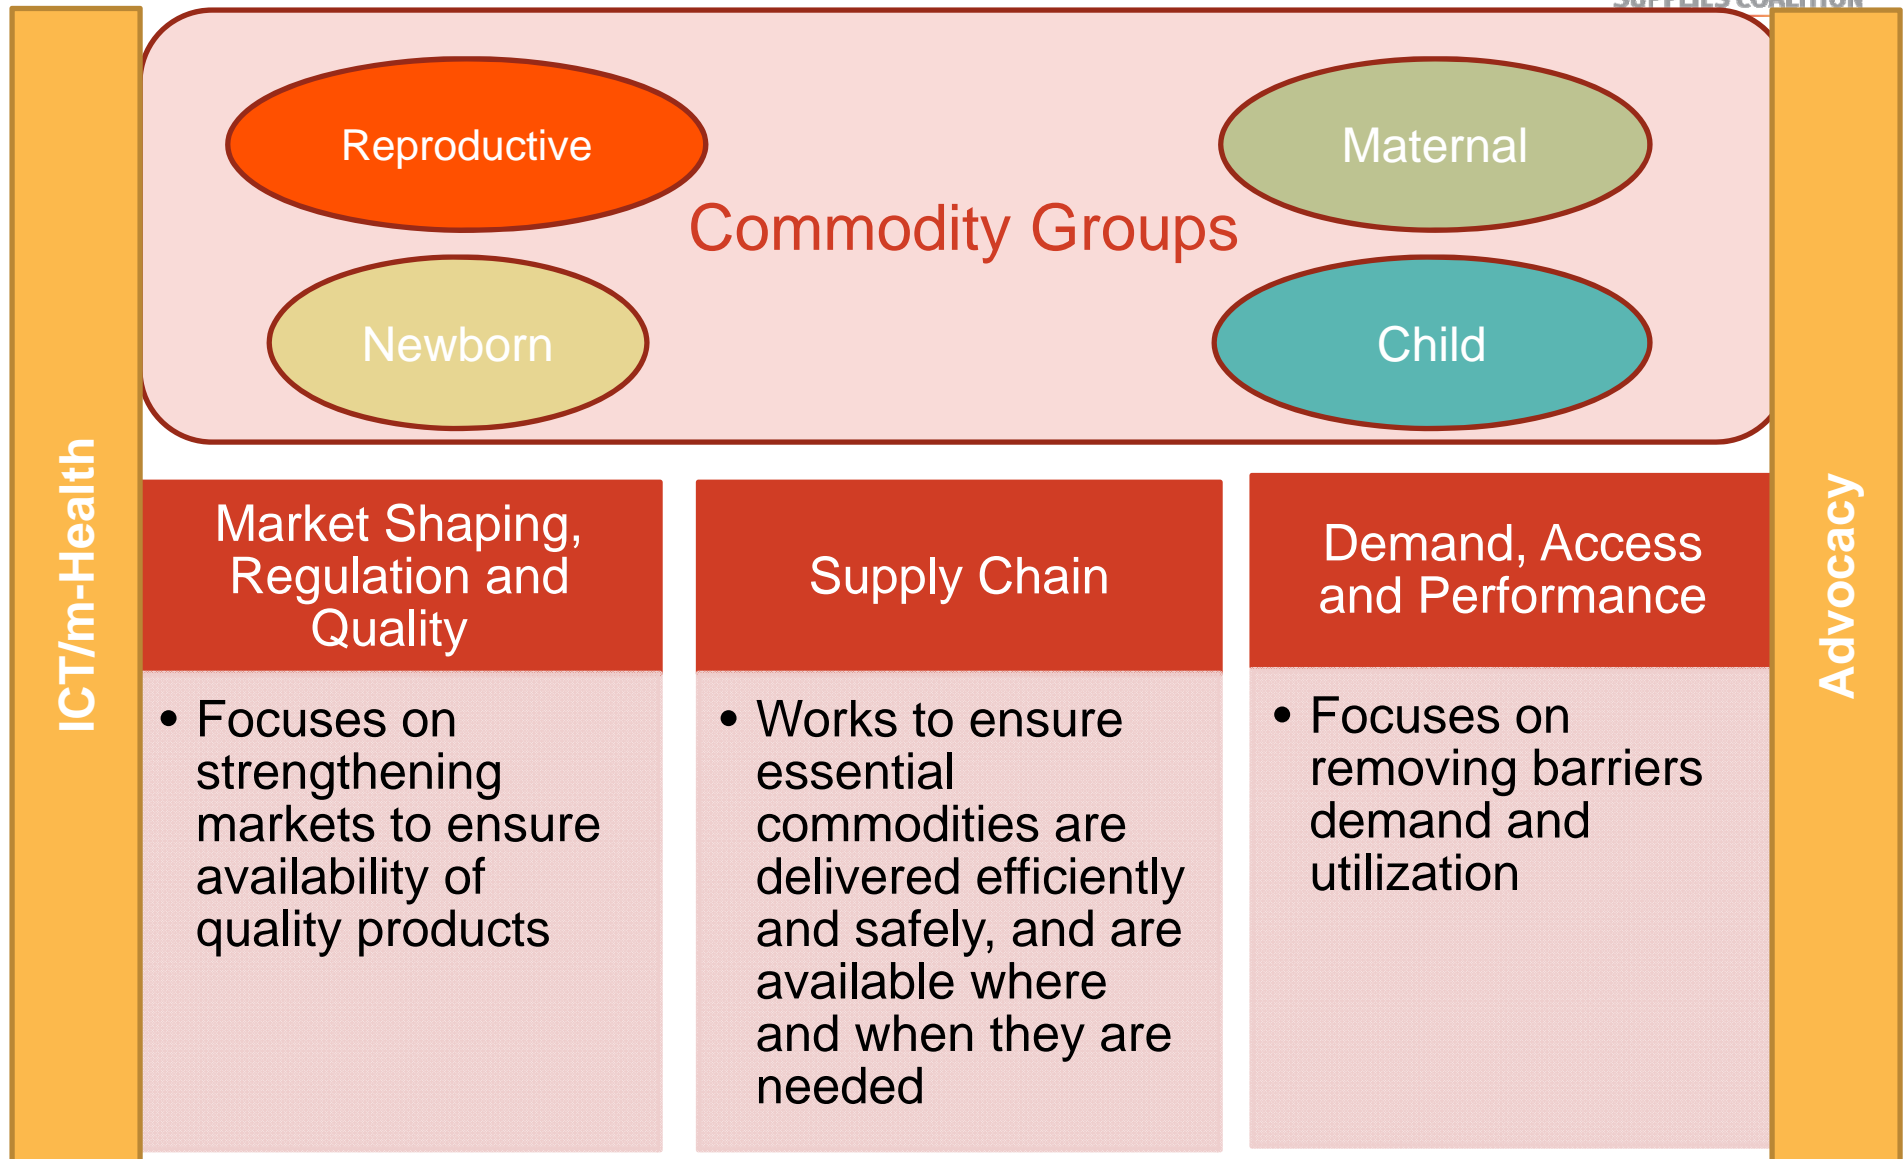 SUPPLIES COALITION
Reproductive
Maternal
Commodity Groups
Newborn
Child
ICT/m-Health
Market Shaping,
Regulation and
Quality
• Focuses on
strengthening
markets to ensure
availability of
quality products
Supply Chain
• Works to ensure
essential
commodities are
delivered efficiently
and safely, and are
available where
and when they are
needed
Demand, Access
and Performance
• Focuses on
removing barriers
demand and
utilization
Advocacy